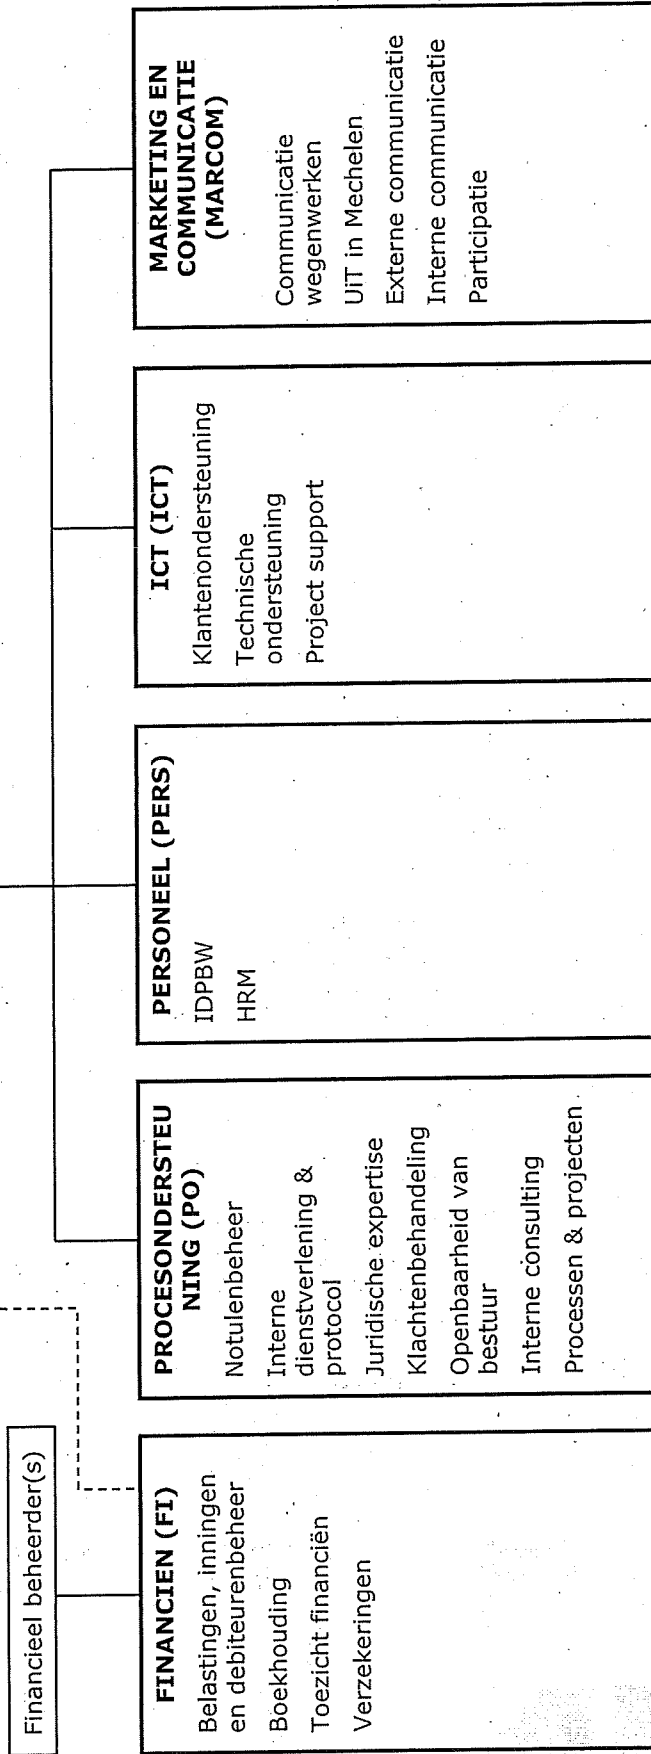 Financieel beheerder(s)
FINANCIEN (FI)
Belastingen, inningen
en debiteurenbeheer
Boekhouding
Toezicht financiën
Verzekeringen
PROCESONDERSTEU
NING (PO)
Notulenbeheer
Interne
dienstverlening &
protocol
Juridische expertise
Klachtenbehandeling
Openbaarheid van
bestuur
Interne consulting
Processen & projecten
PERSONEEL (PERS)
IDPBW
HRM
ICT (ICT)
Klantenondersteuning
Technische
ondersteuning
Project support
MARKETING EN
COMMUNICATIE
(MARCOM)
Communicatie
wegenwerken
UiT in Mechelen
Externe communicatie
Interne communicatie
Participatie